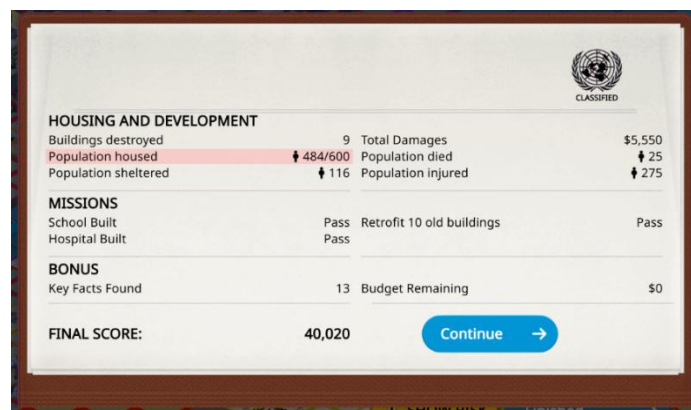 CLASSIFIED
HOUSING AND DEVELOPMENT
Buildings destroyed 9 Total Damages $5,550
Population housed 484/600 Population died 25
Population sheltered 116 Population injured 275
MISSIONS
School Built Pass Retrofit 10 old buildings Pass
Hospital Built Pass
BONUS
Key Facts Found 13 Budget Remaining $0
FINAL SCORE: 40,020 Continue →